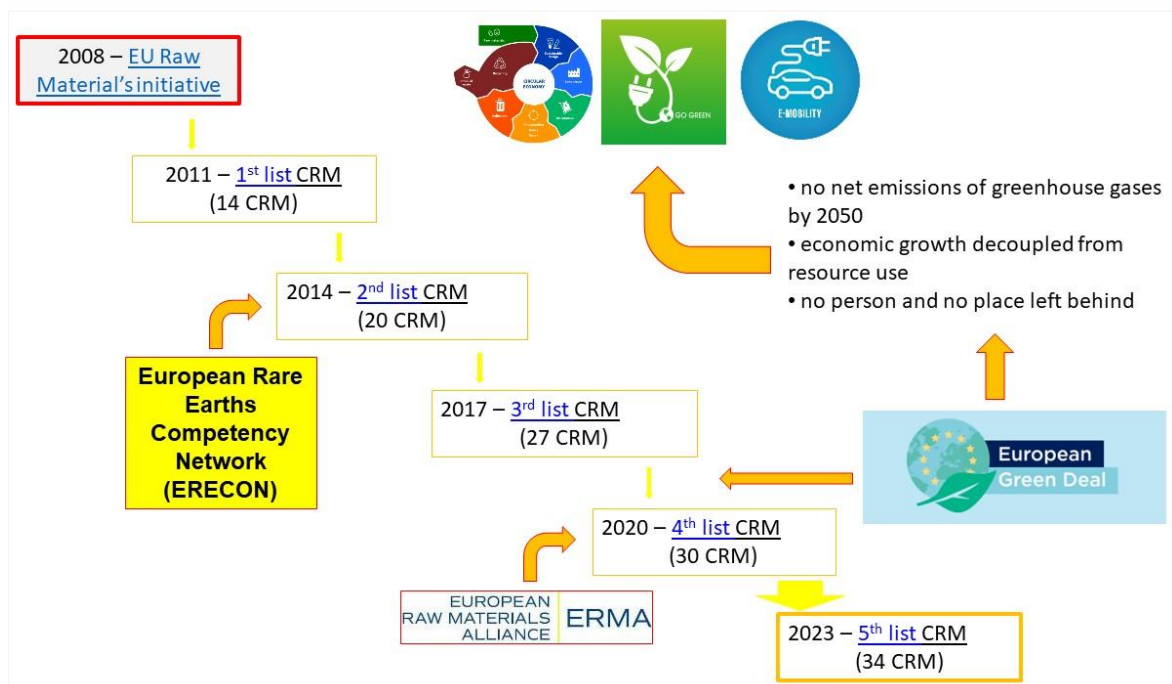 2008 – EU Raw
Material's initiative
CIRCULAR
ECONOMY
GO GREEN
E-MOBILITY
2011 – 1st list CRM
(14 CRM)
• no net emissions of greenhouse gases
by 2050
• economic growth decoupled from
resource use
• no person and no place left behind
2014 – 2nd list CRM
(20 CRM)
European Rare
Earths
Competency
Network
(ERECON)
2017 – 3rd list CRM
(27 CRM)
European
Green Deal
2020 – 4th list CRM
(30 CRM)
EUROPEAN
RAW MATERIALS
ALLIANCE
ERMA
2023 – 5th list CRM
(34 CRM)